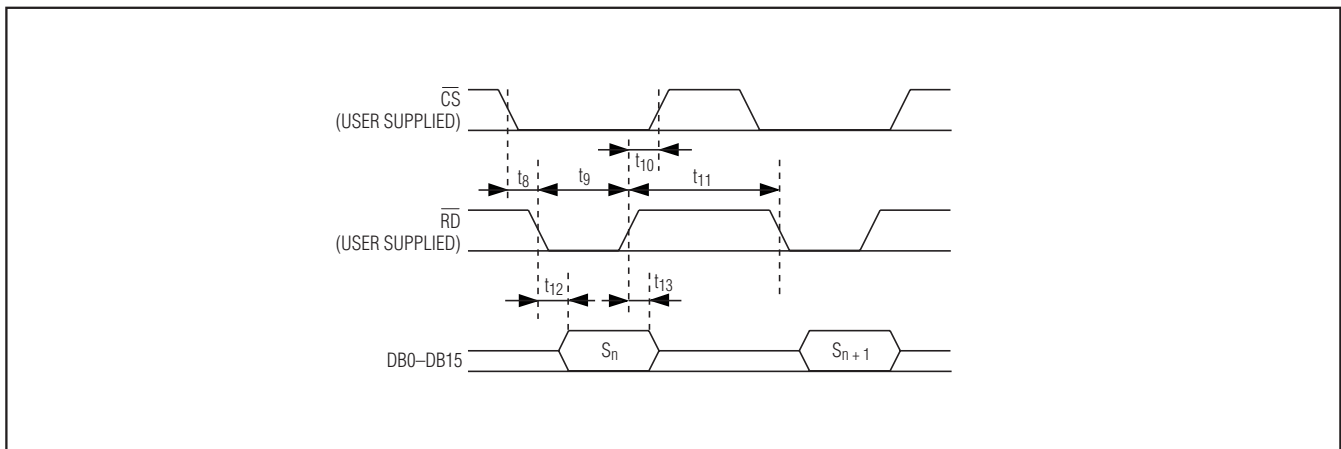 CS
(USER SUPPLIED)
t10
t8 t9 t11
RD
(USER SUPPLIED)
t12 t13
DB0–DB15 Sn Sn + 1